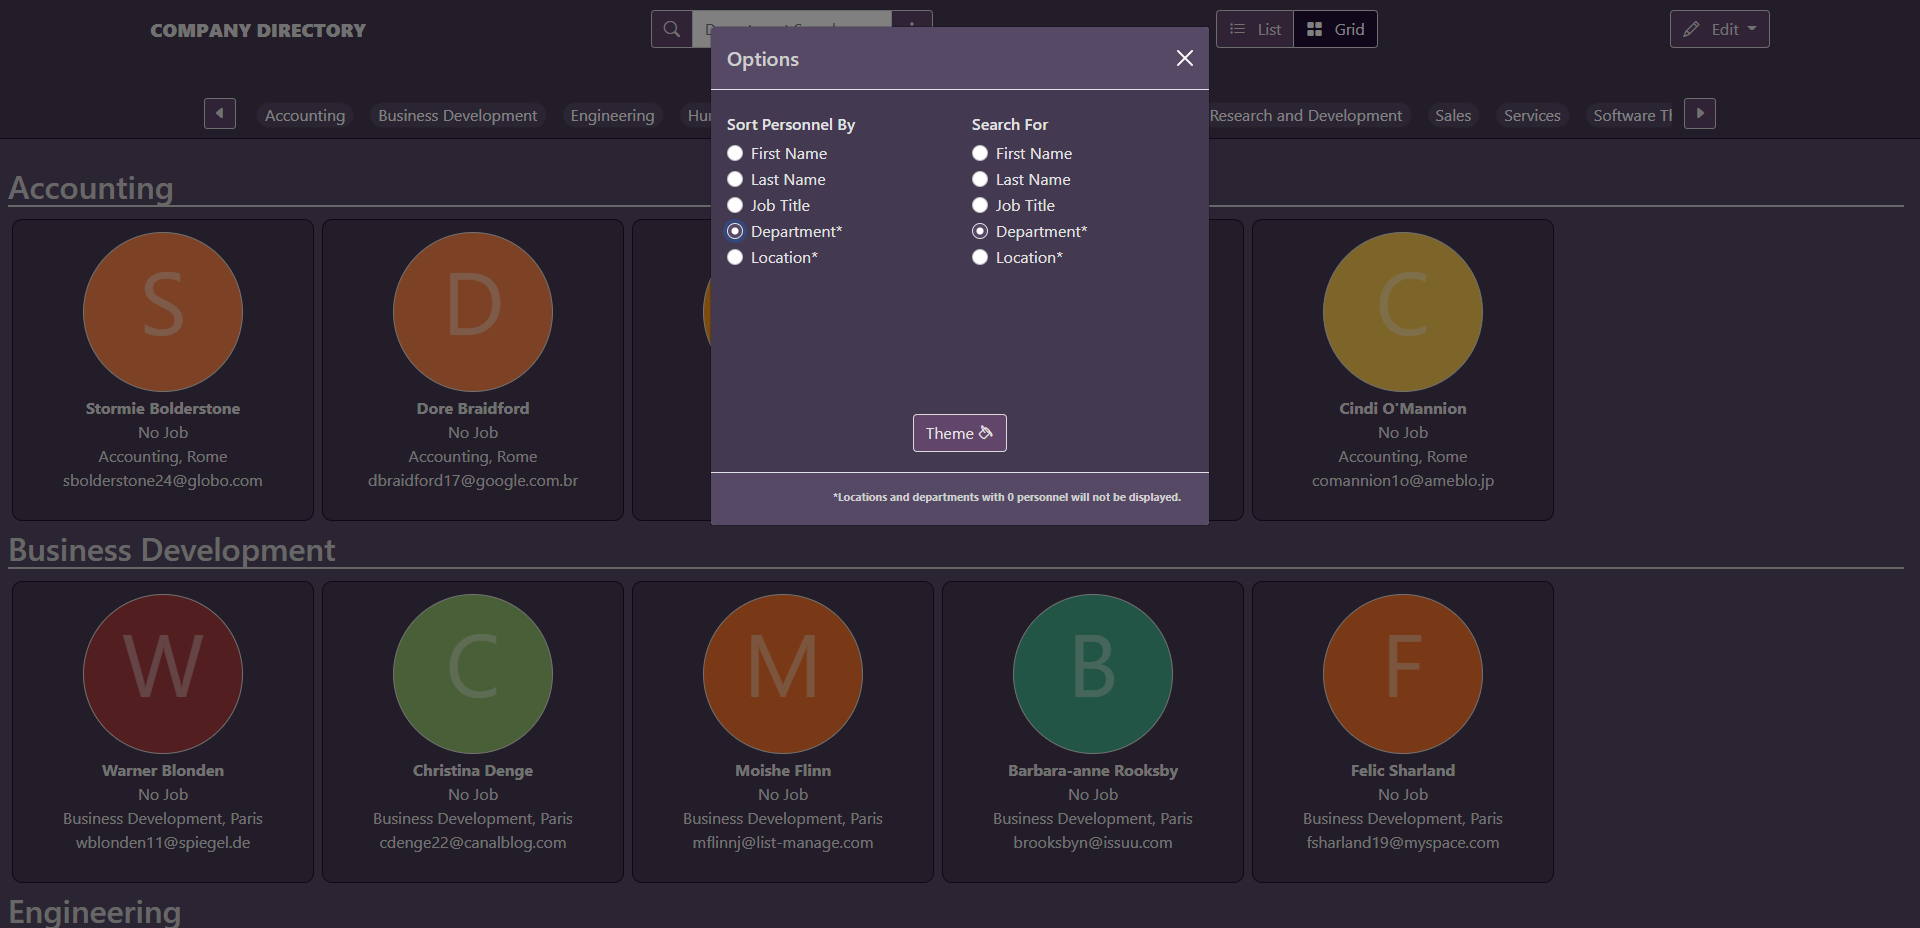 COMPANY DIRECTORY
List
Grid
Edit
Options
Accounting
Business Development
Engineering
Research and Development
Sales
Services
Software
Sort Personnel By
First Name
Last Name
Job Title
Department*
Location*
Search For
First Name
Last Name
Job Title
Department*
Location*
Theme
*Locations and departments with 0 personnel will not be displayed.
Accounting
S
Stormie Bolderstone
No Job
Accounting, Rome
sbolderstone24@globo.com
D
Dore Braidford
No Job
Accounting, Rome
dbraidford17@google.com.br
C
Cindi O'Mannion
No Job
Accounting, Rome
comannion1o@ameblo.jp
Business Development
W
Warner Blonden
No Job
Business Development, Paris
wblonden11@spiegel.de
C
Christina Denge
No Job
Business Development, Paris
cdenge22@canalblog.com
M
Moishe Flinn
No Job
Business Development, Paris
mflinnj@list-manage.com
B
Barbara-anne Rooksby
No Job
Business Development, Paris
brooksbyn@issuu.com
F
Felic Sharland
No Job
Business Development, Paris
fsharland19@myspace.com
Engineering